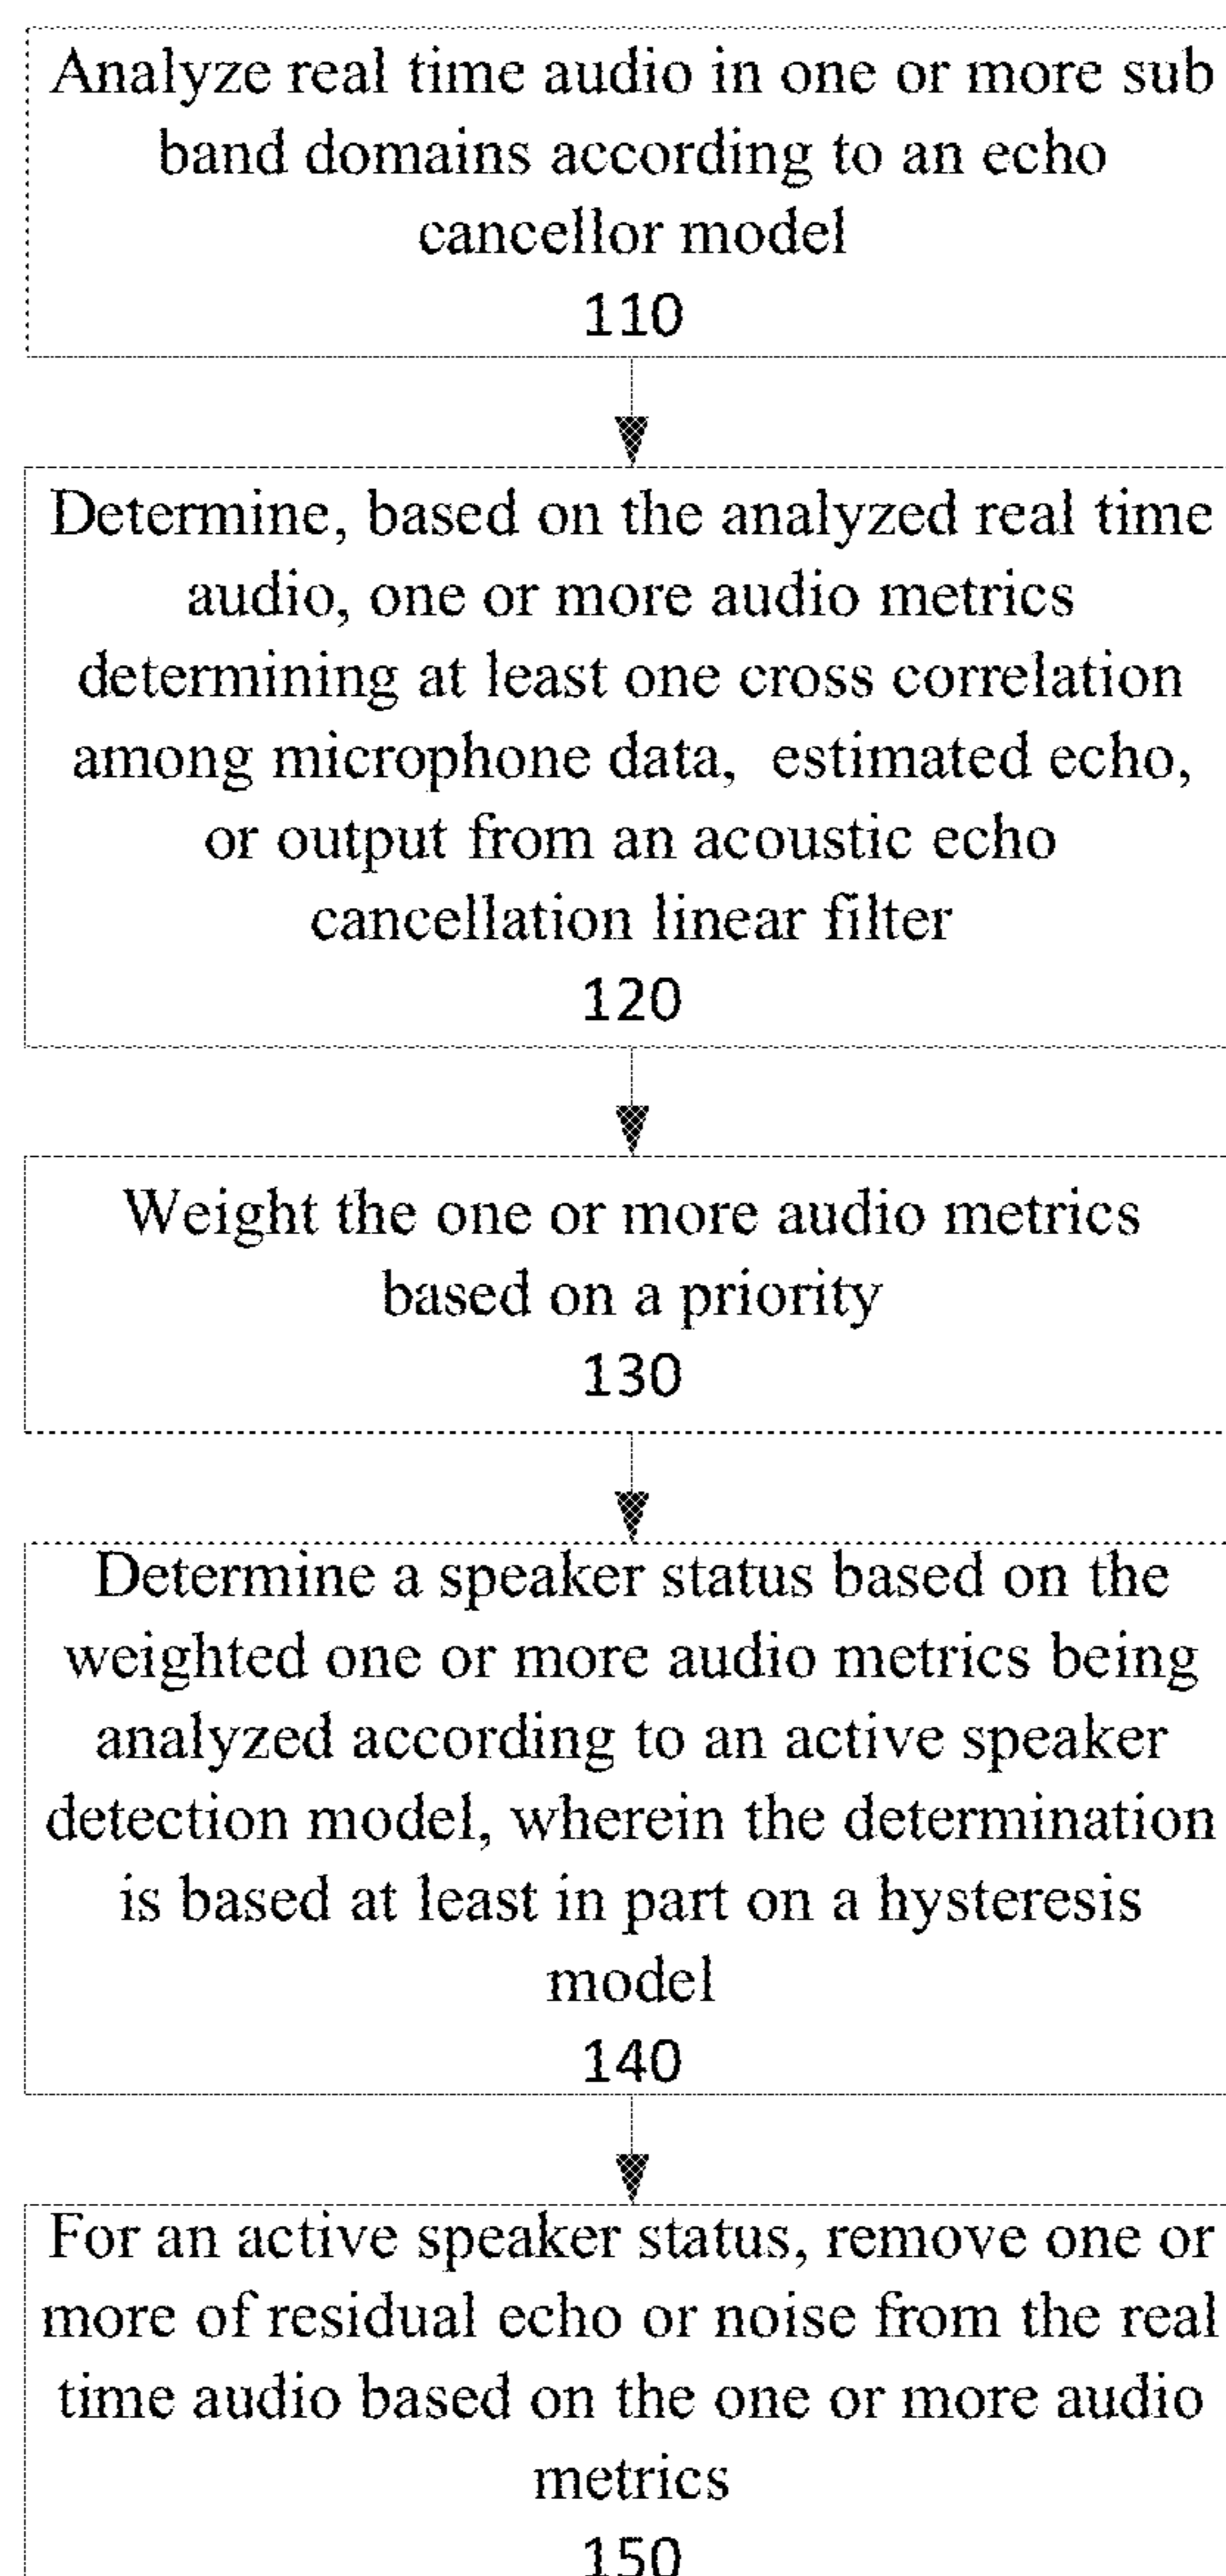 Analyze real time audio in one or more sub
band domains according to an echo
cancellor model
110
Determine, based on the analyzed real time
audio, one or more audio metrics
determining at least one cross correlation
among microphone data, estimated echo,
or output from an acoustic echo
cancellation linear filter
120
Weight the one or more audio metrics
based on a priority
130
Determine a speaker status based on the
weighted one or more audio metrics being
analyzed according to an active speaker
detection model, wherein the determination
is based at least in part on a hysteresis
model
140
For an active speaker status, remove one or
more of residual echo or noise from the real
time audio based on the one or more audio
metrics
150